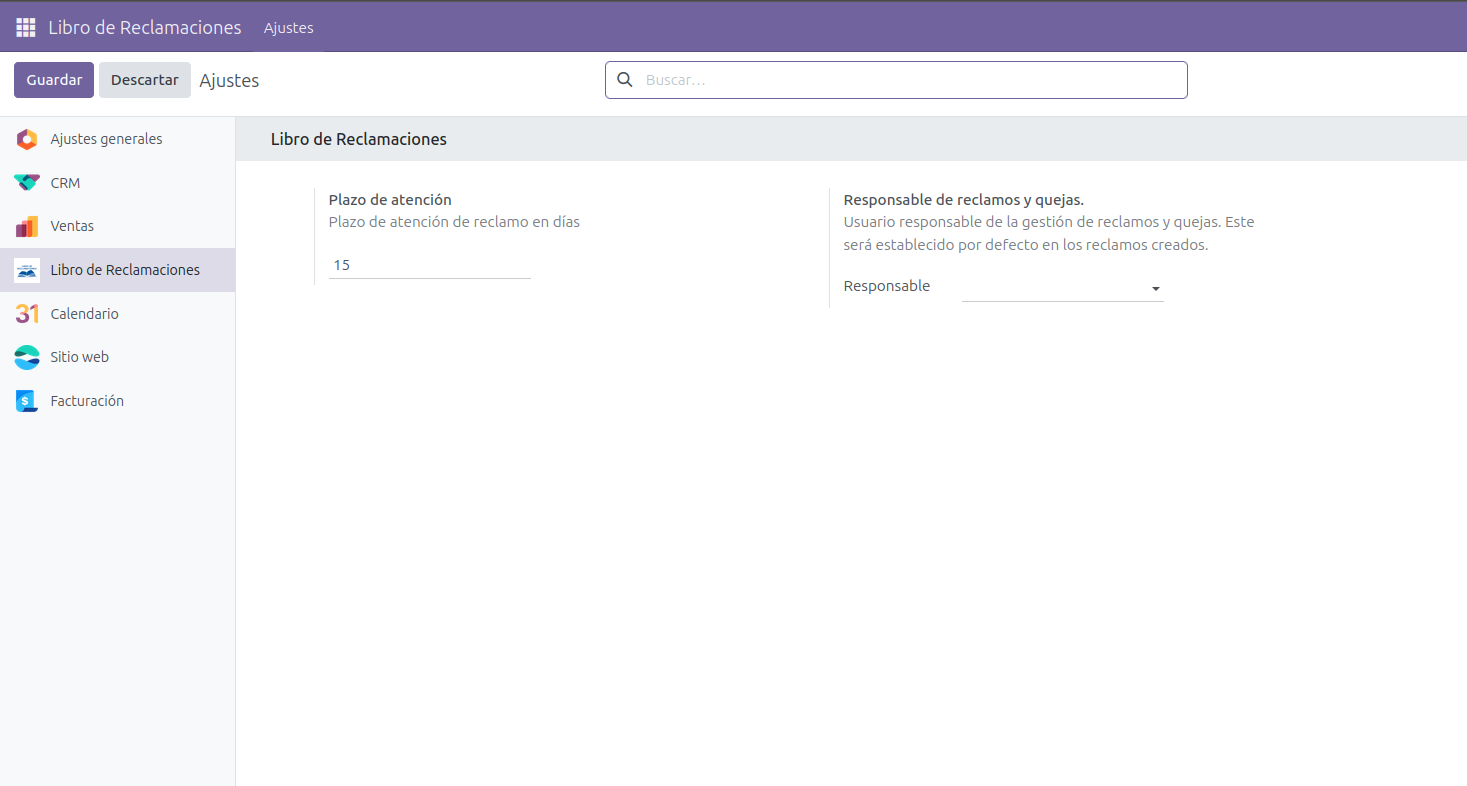 Libro de Reclamaciones Ajustes
Guardar Descartar Ajustes Buscar...
Ajustes generales
CRM
Ventas
Libro de Reclamaciones
31 Calendario
Sitio web
$ Facturación
Libro de Reclamaciones
Plazo de atención
Plazo de atención de reclamo en días
15
Responsable de reclamos y quejas.
Usuario responsable de la gestión de reclamos y quejas. Este
será establecido por defecto en los reclamos creados.
Responsable